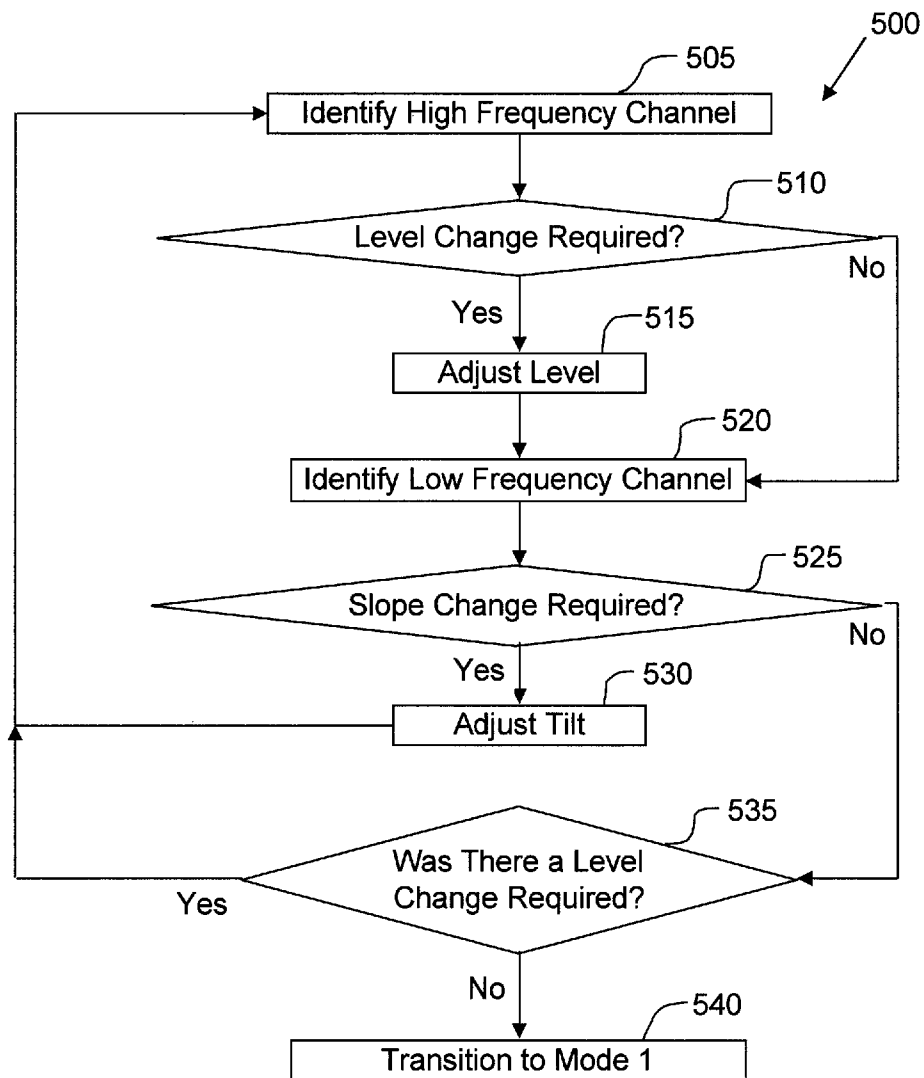 500
505
Identify High Frequency Channel
510
Level Change Required?
No
Yes
515
Adjust Level
520
Identify Low Frequency Channel
525
Slope Change Required?
No
Yes
530
Adjust Tilt
535
Was There a Level
Change Required?
Yes
No
540
Transition to Mode 1